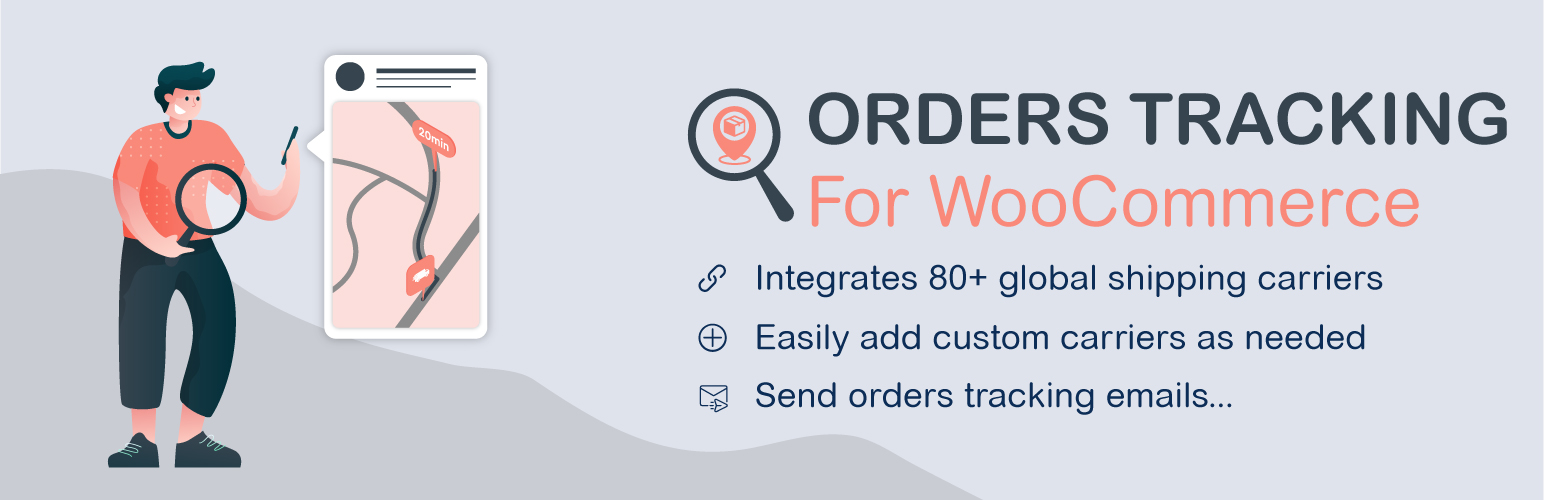 20min
ORDERS TRACKING
For WooCommerce
Integrates 80+ global shipping carriers
Easily add custom carriers as needed
Send orders tracking emails...